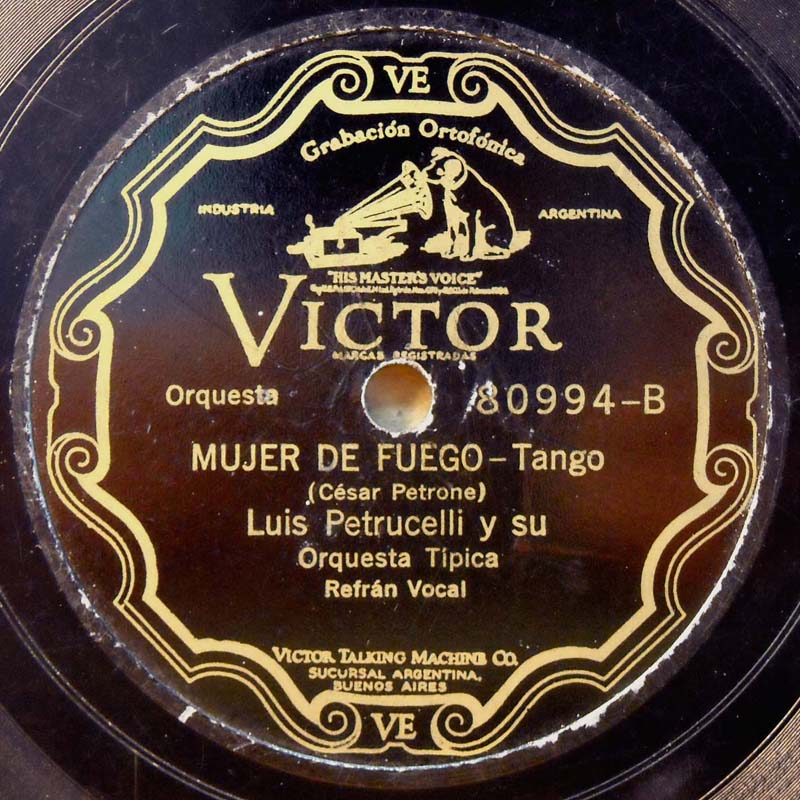 VE
Grabación Ortofónica
INDUSTRIA
ARGENTINA
"HIS MASTER'S VOICE"
VICTOR
MARCAS REGISTRADAS
Orquesta
80994-B
MUJER DE FUEGO – Tango
(César Petrone)
Luis Petrucelli y su
Orquesta Típica
Refrán Vocal
VICTOR TALKING MACHINE CO.
SUCURSAL ARGENTINA,
BUENOS AIRES
VE